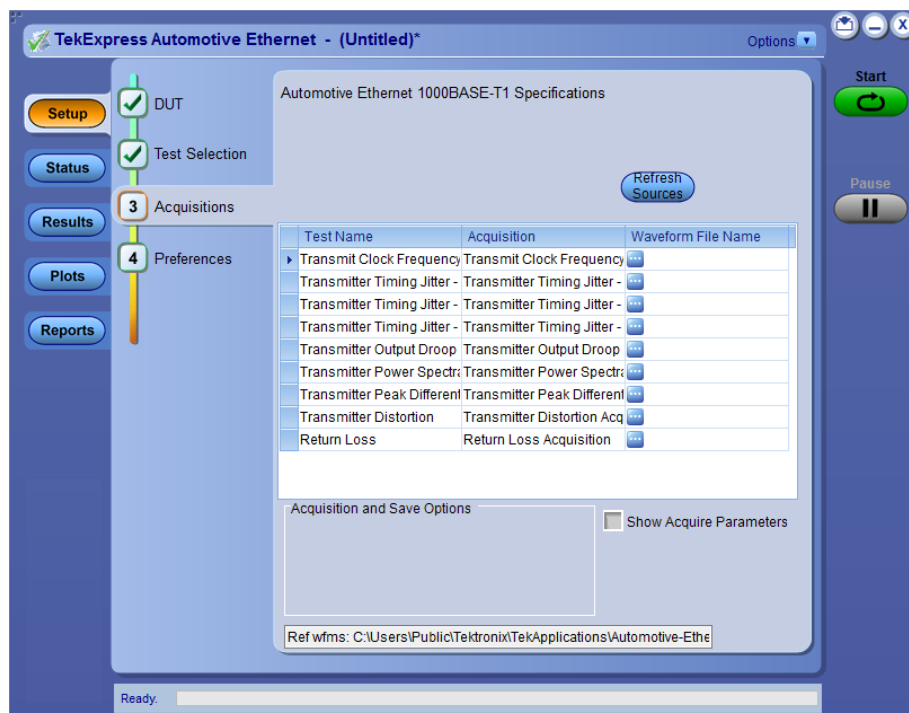 TekExpress Automotive Ethernet - (Untitled)*
Options
X
Start
Pause
Setup
Status
Results
Plots
Reports
DUT
Test Selection
3 Acquisitions
4 Preferences
Automotive Ethernet 1000BASE-T1 Specifications
Refresh
Sources
Test Name Acquisition Waveform File Name
Transmit Clock Frequency Transmit Clock Frequency
Transmitter Timing Jitter - Transmitter Timing Jitter -
Transmitter Timing Jitter - Transmitter Timing Jitter -
Transmitter Timing Jitter - Transmitter Timing Jitter -
Transmitter Output Droop Transmitter Output Droop
Transmitter Power Spectra Transmitter Power Spectra
Transmitter Peak Different Transmitter Peak Different
Transmitter Distortion Transmitter Distortion Acq
Return Loss Return Loss Acquisition
Acquisition and Save Options
Show Acquire Parameters
Ref wfms: C:\Users\Public\Tektronix\TekApplications\Automotive-Ethe
Ready.